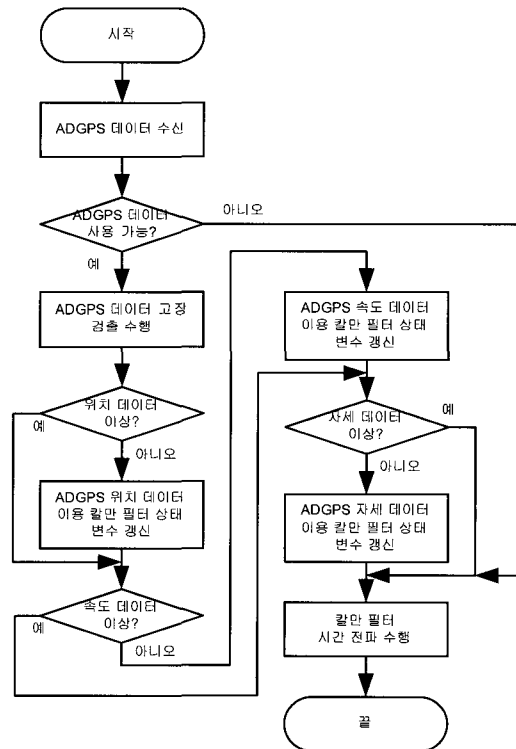 시작
ADGPS 데이터 수신
ADGPS 데이터
사용 가능?
아니오
예
ADGPS 데이터 고장
검출 수행
위치 데이터
이상?
예
아니오
ADGPS 위치 데이터
이용 칼만 필터 상태
변수 갱신
속도 데이터
이상?
예
아니오
ADGPS 속도 데이터
이용 칼만 필터 상태
변수 갱신
자세 데이터
이상?
예
아니오
ADGPS 자세 데이터
이용 칼만 필터 상태
변수 갱신
칼만 필터
시간 전파 수행
끝